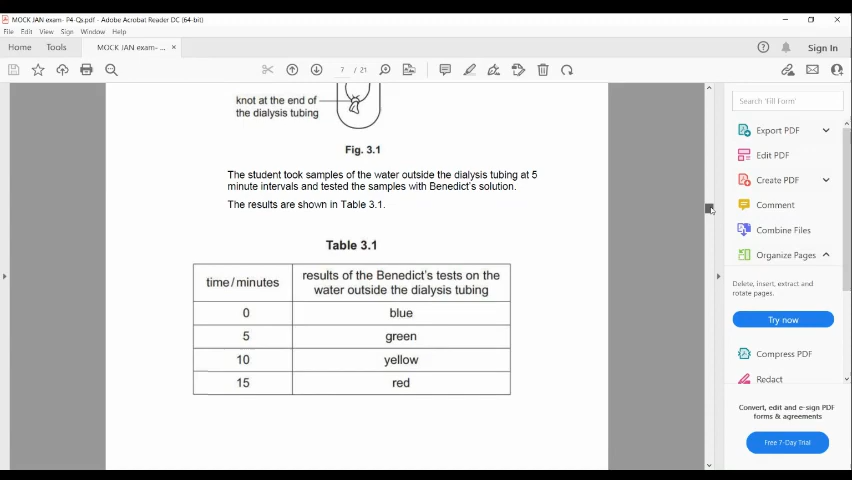 MOCK JAN exam- P4-Qs.pdf - Adobe Acrobat Reader DC (64-bit)
File Edit View Sign Window Help
Home Tools MOCK JAN exam- ... × Sign In
7 / 21
knot at the end of
the dialysis tubing
Fig. 3.1
The student took samples of the water outside the dialysis tubing at 5
minute intervals and tested the samples with Benedict's solution.
The results are shown in Table 3.1.
Table 3.1
time/minutes results of the Benedict's tests on the
water outside the dialysis tubing
0 blue
5 green
10 yellow
15 red
Search 'Fill Form'
Export PDF
Edit PDF
Create PDF
Comment
Combine Files
Organize Pages
Delete, insert, extract and
rotate pages.
Try now
Compress PDF
Redact
Convert, edit and e-sign PDF
forms & agreements
Free 7-Day Trial